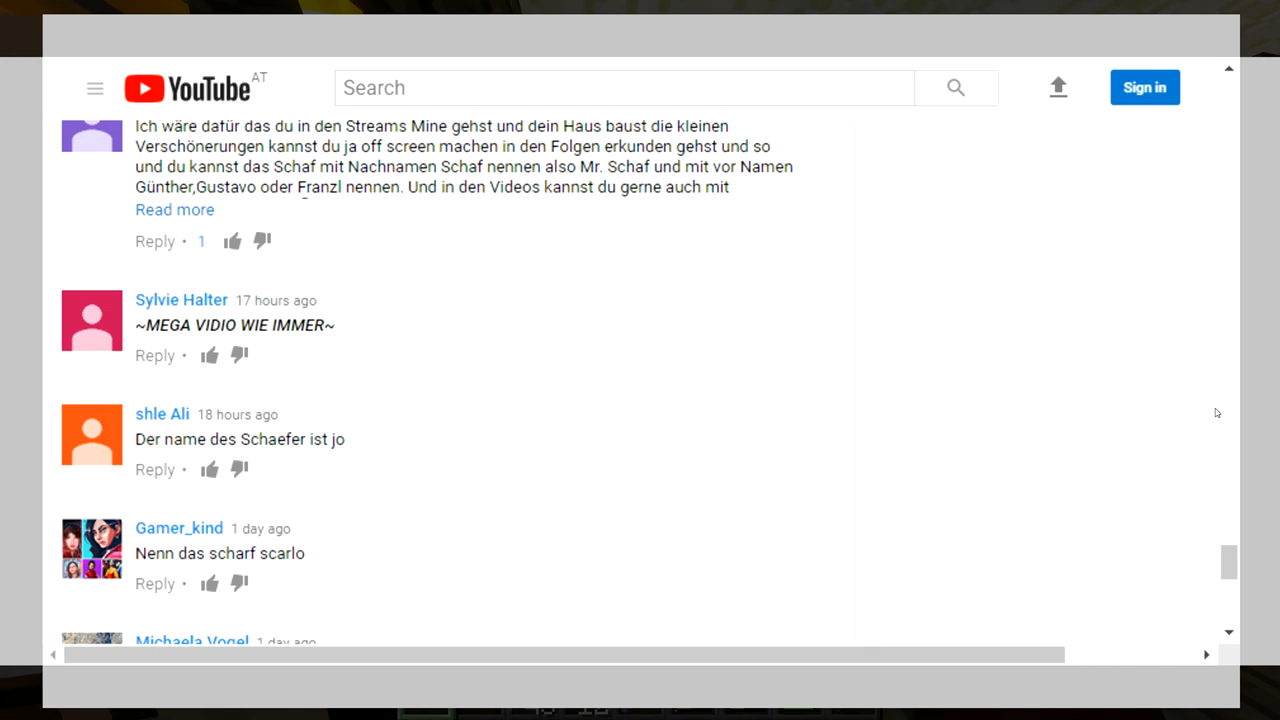 YouTube AT
Search
Sign in
Ich wäre dafür das du in den Streams Mine gehst und dein Haus baust die kleinen
Verschönerungen kannst du ja off screen machen in den Folgen erkunden gehst und so
und du kannst das Schaf mit Nachnamen Schaf nennen also Mr. Schaf und mit vor Namen
Günther,Gustavo oder Franzl nennen. Und in den Videos kannst du gerne auch mit
Read more
Reply • 1
Sylvie Halter 17 hours ago
~MEGA VIDIO WIE IMMER~
Reply •
shle Ali 18 hours ago
Der name des Schaefer ist jo
Reply •
Gamer_kind 1 day ago
Nenn das scharf scarlo
Reply •
Michaela Vogel 1 day ago